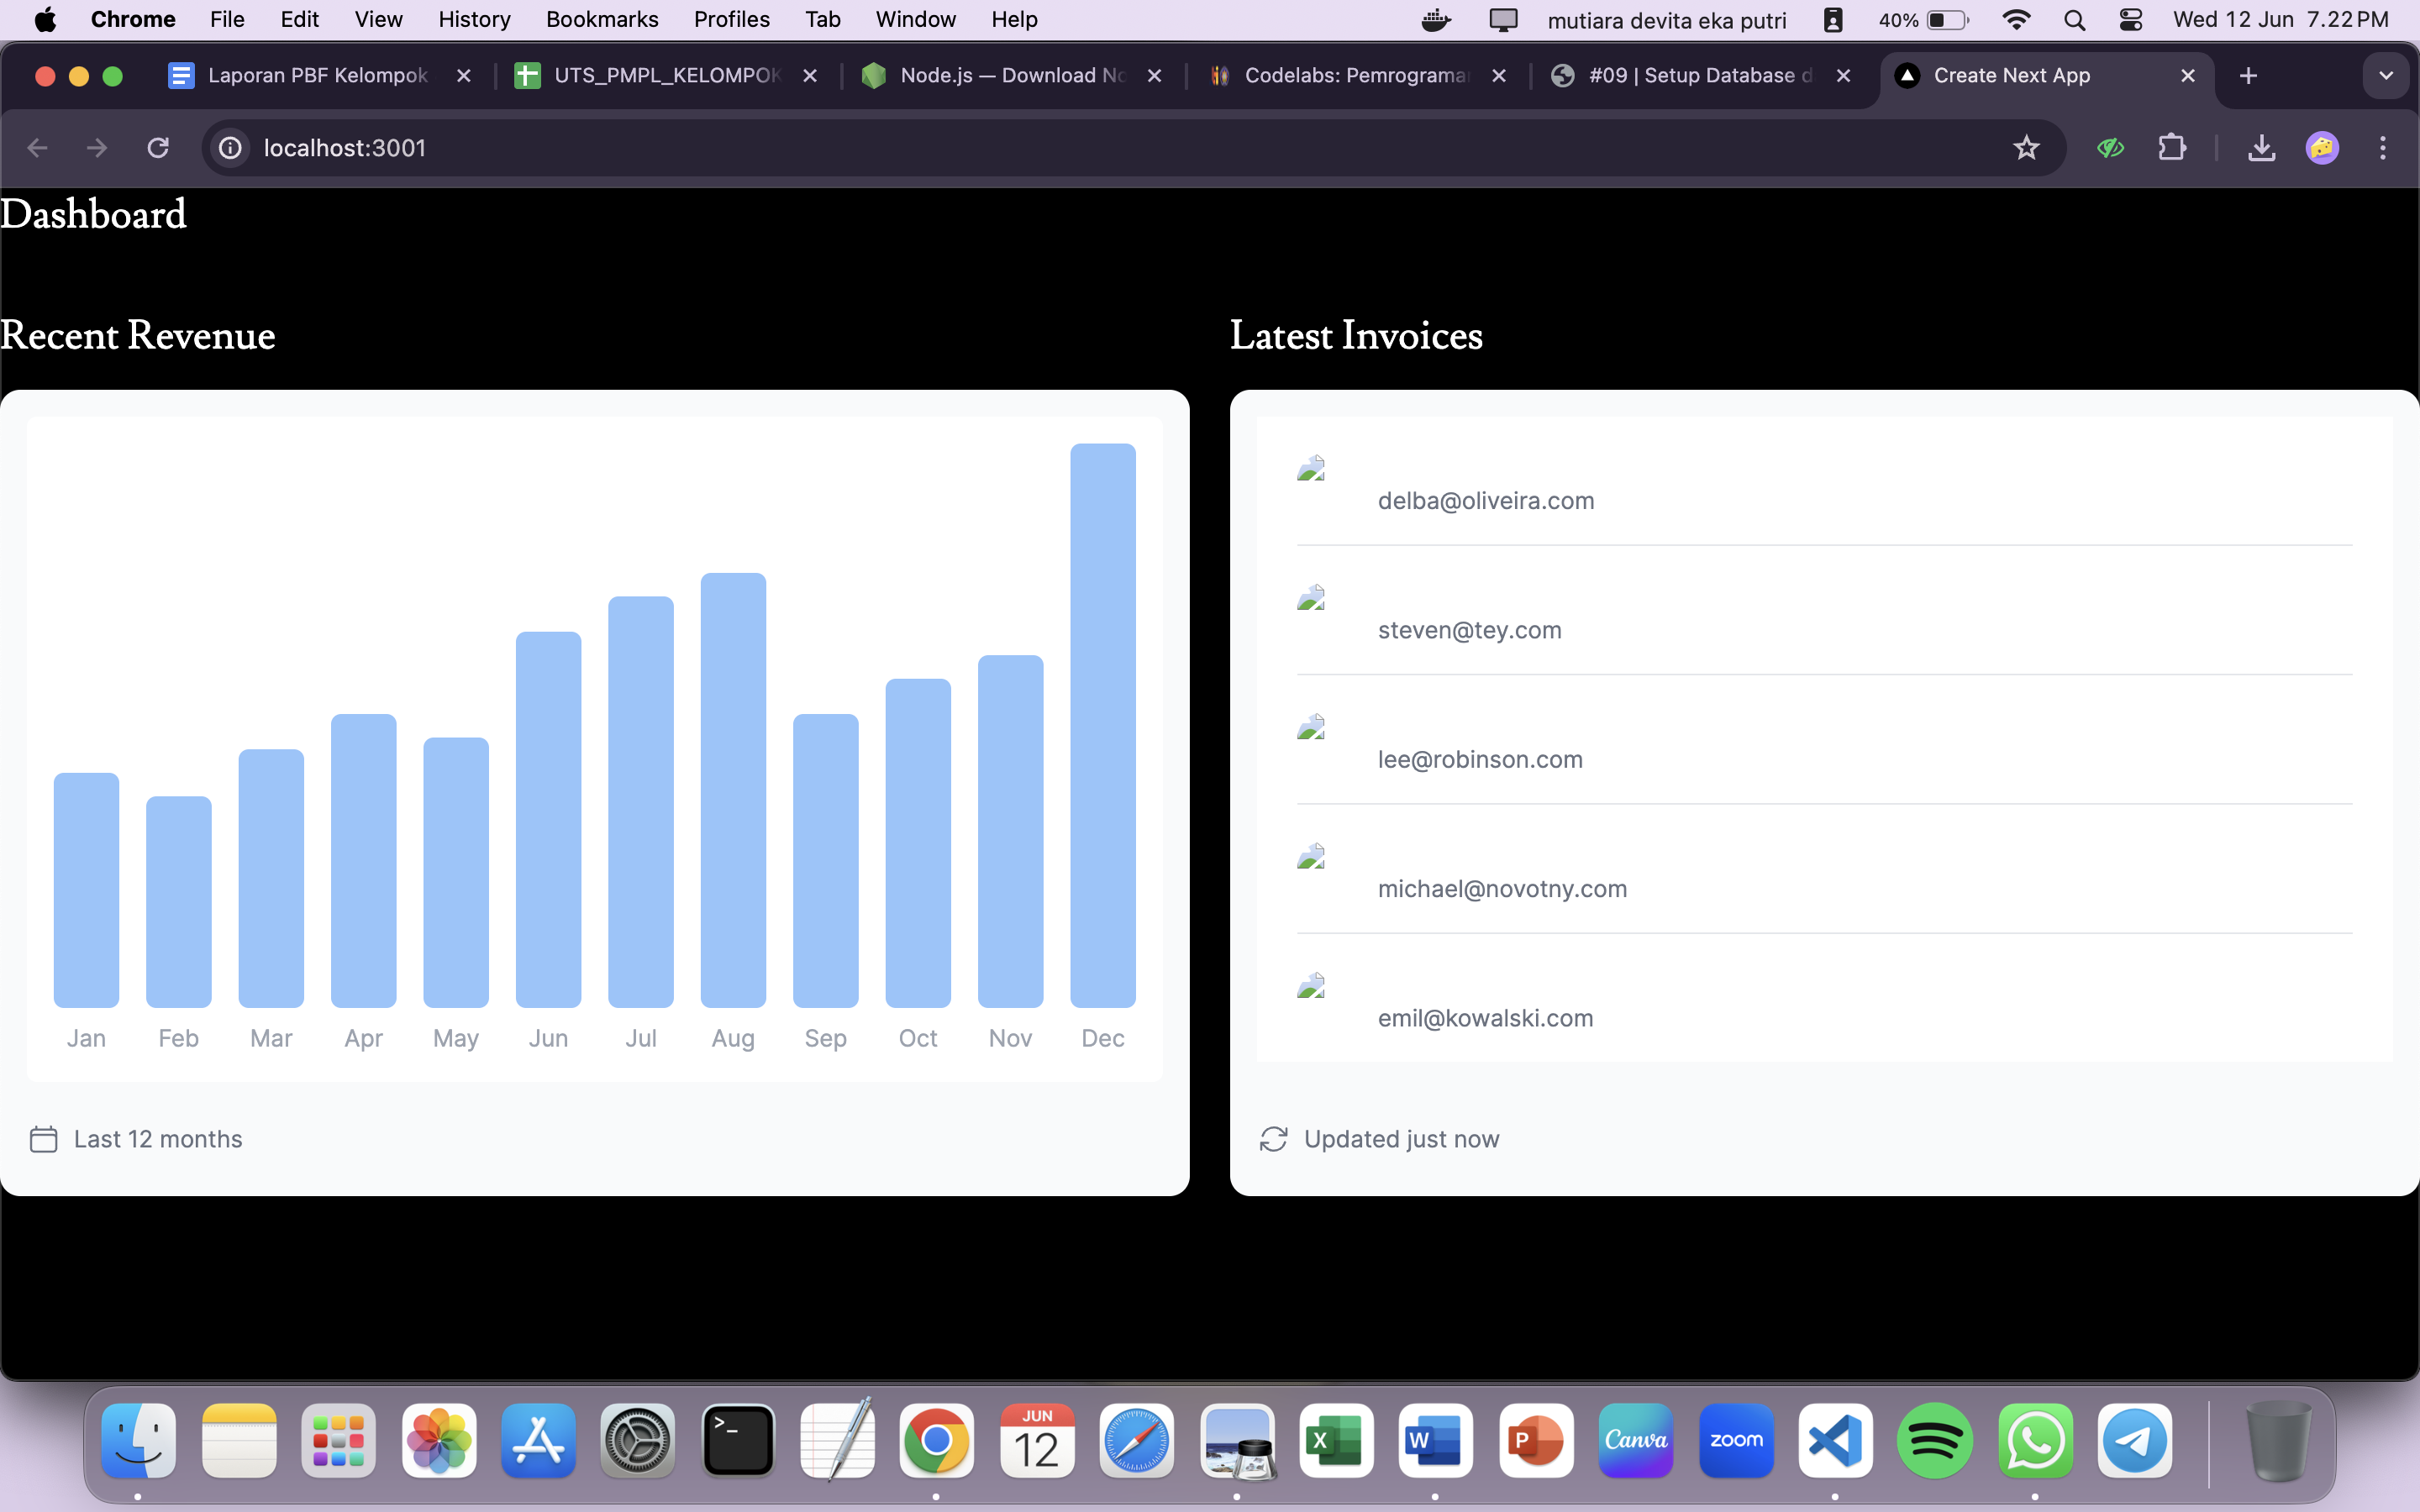 Chrome File Edit View History Bookmarks Profiles Tab Window Help mutiara devita eka putri 40% Wed 12 Jun 7.22 PM
Laporan PBF Kelompok UTS_PMPL_KELOMPOK Node.js — Download No Codelabs: Pemrograma #09 | Setup Database d Create Next App
localhost:3001
Dashboard
Recent Revenue
Jan Feb Mar Apr May Jun Jul Aug Sep Oct Nov Dec
Last 12 months
Latest Invoices
delba@oliveira.com
steven@tey.com
lee@robinson.com
michael@novotny.com
emil@kowalski.com
Updated just now
JUN
12
X
W
P
Canva
zoom